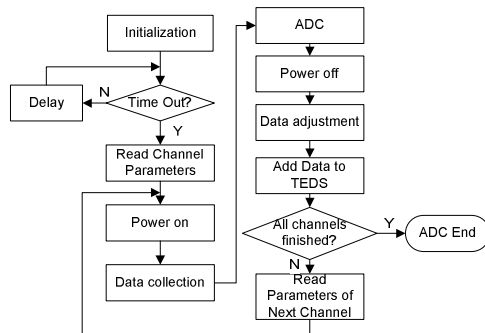 Initialization
Time Out?
N
Delay
Y
Read Channel
Parameters
Power on
Data collection
ADC
Power off
Data adjustment
Add Data to
TEDS
All channels
finished?
Y
ADC End
N
Read
Parameters of
Next Channel